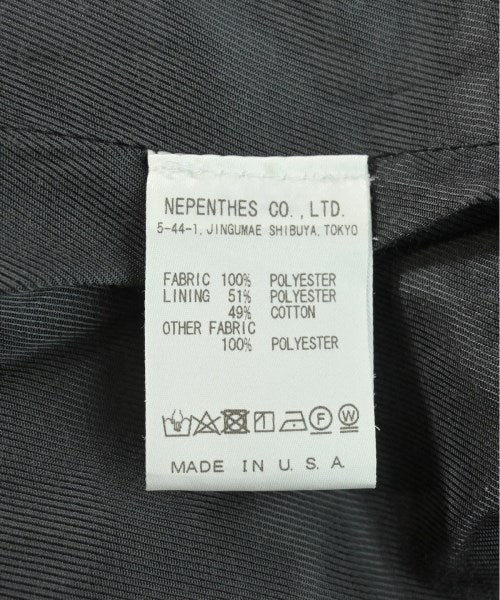 NEPENTHES CO., LTD.
5-44-1, JINGUMAE SHIBUYA, TOKYO
FABRIC 100% POLYESTER
LINING 51% POLYESTER
49% COTTON
OTHER FABRIC
100% POLYESTER
F W
MADE IN U. S. A